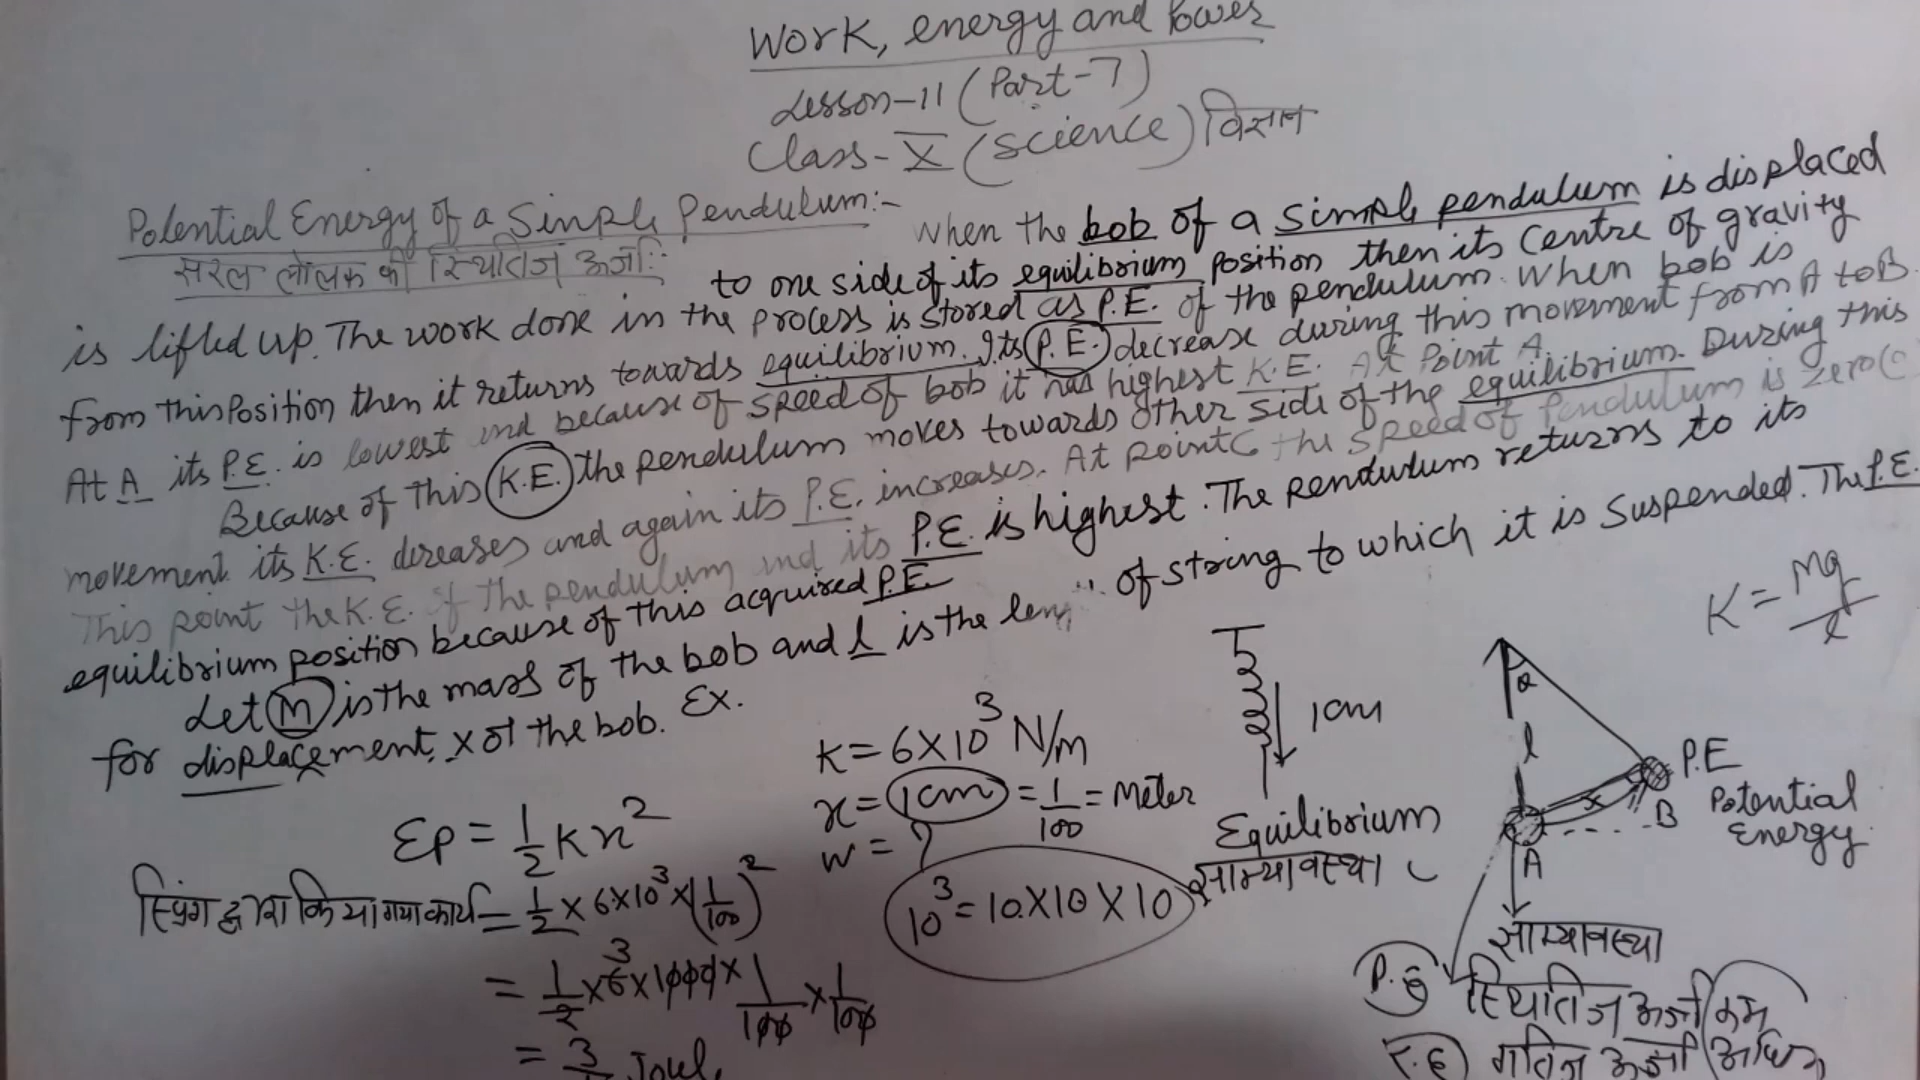 Work, energy and Power
Lesson-11 (Part-7)
Class-X (Science) विज्ञान
Potential Energy of a Simple Pendulum:-
सरल लोलक की स्थितिज ऊर्जा:-
When the bob of a simple pendulum is displaced
to one side of its equilibrium position then its Centre of gravity
is lifted up. The work done in the process is stored as P.E. of the pendulum. When bob is
from this Position then it returns towards equilibrium. Its P.E. decrease during this movement from A to B.
At A its P.E. is lowest and because of speed of bob it has highest K.E. At Point A
Because of this K.E. the pendulum moves towards other side of the equilibrium. During this
movement its K.E. dereases and again its P.E. increases. At point C the speed of Pendulum is zero (0
This point the K.E. of the pendulum and its P.E. is highest. The Pendulum returns to its
equilibrium position because of this acquired P.E.
Let M is the mass of the bob and l is the len of string to which it is suspended. The P.E.
for displacement x of the bob. Ex.
K = Mg/l
K = 6X10³ N/m
x = 1cm = 1/100 = Meter
W = ?
1cm
Equilibrium
साम्यावस्था
EP = 1/2 K x²
स्प्रिंग द्वारा किया गया कार्य = 1/2 x 6x10³ x (1/100)²
10³ = 10X10X10
= 1/2 x 6 3 x 1000 x 1/100 x 1/100
= 3/ Joul
l
x
P.E
Potential
Energy
B
A
साम्यावस्था
P.E स्थितिज ऊर्जा कम
गतिज ऊर्जा अधिक